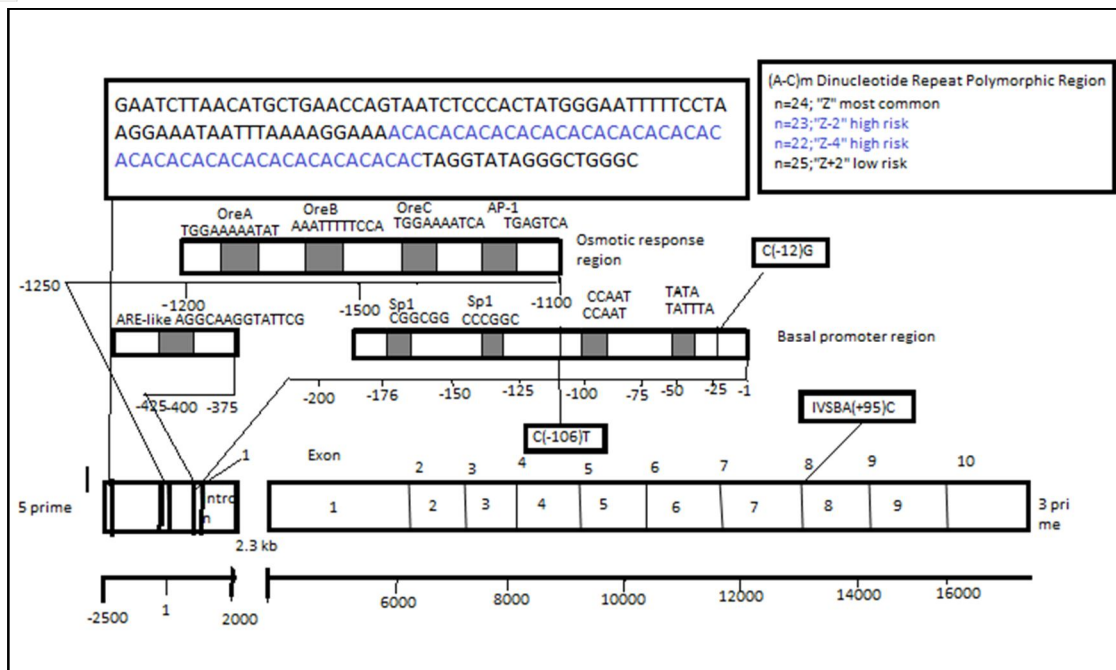 GAATCTTAACATGCTGAACCAGTAATCTCCCACTATGGGAATTTTTCCTA
AGGAAATAATTTAAAAGGAAAACACACACACACACACACACACACAC
ACACACACACACACACACACACACTAGGTATAGGGCTGGGC
(A-C)m Dinucleotide Repeat Polymorphic Region
n=24; "Z" most common
n=23;"Z-2" high risk
n=22;"Z-4" high risk
n=25;"Z+2" low risk
OreA OreB OreC AP-1
TGGAAAAATAT AAATTTTTCCA TGGAAAATCA TGAGTCA
Osmotic response
region
C(-12)G
-1250
-1200 -1500 -1100
ARE-like AGGCAAGGTATTCG
Sp1 Sp1 CCAAT TATA
CGGCGG CCCGGC CCAAT TATTTA
Basal promoter region
-425 -400 -375
-200 -176 -150 -125 -100 -75 -50 -25 -1
C(-106)T
IVSBA(+95)C
1 Exon 2 3 4 5 6 7 8 9 10
5 prime
ntro
n
1 2 3 4 5 6 7 8 9
3 pri
me
2.3 kb
-2500 1 2000 6000 8000 10000 12000 14000 16000